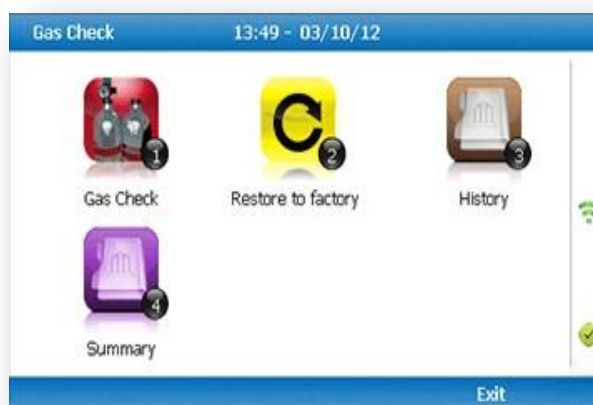 Gas Check 13:49 - 03/10/12
1 2 3
Gas Check Restore to factory History
4
Summary
Exit